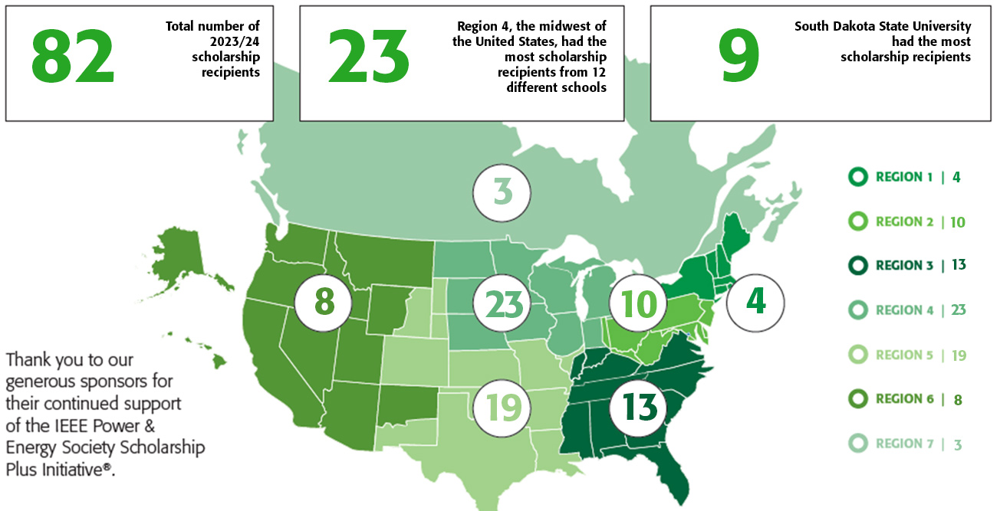 82
Total number of
2023/24
scholarship
recipients
23
Region 4, the midwest of
the United States, had the
most scholarship
recipients from 12
different schools
9
South Dakota State University
had the most
scholarship recipients
3
8
23
10
4
19
13
REGION 1 | 4
REGION 2 | 10
REGION 3 | 13
REGION 4 | 23
REGION 5 | 19
REGION 6 | 8
REGION 7 | 3
Thank you to our
generous sponsors for
their continued support
of the IEEE Power &
Energy Society Scholarship
Plus Initiative®.